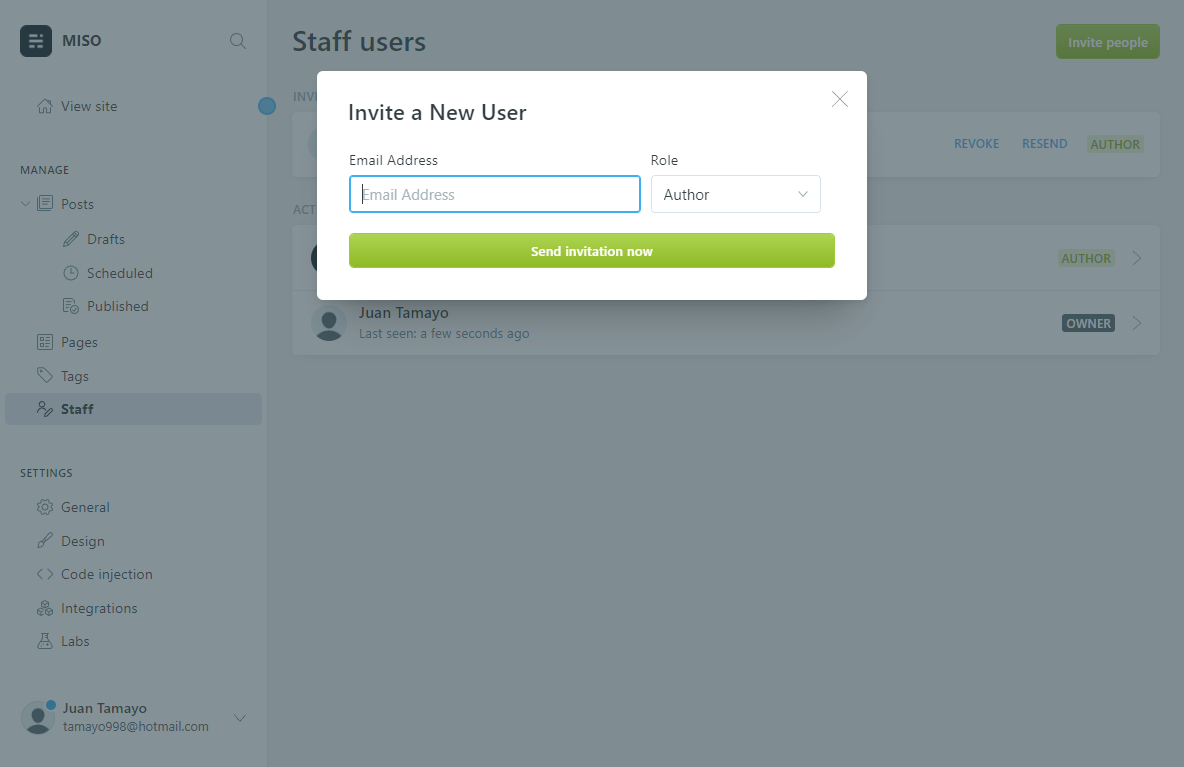 MISO
View site
MANAGE
Posts
Drafts
Scheduled
Published
Pages
Tags
Staff
SETTINGS
General
Design
Code injection
Integrations
Labs
Juan Tamayo
tamayo998@hotmail.com
Staff users
Invite people
INVI
REVOKE RESEND AUTHOR
Invite a New User
Email Address Role
Email Address Author
Send invitation now
ACT
AUTHOR
Juan Tamayo
Last seen: a few seconds ago
OWNER